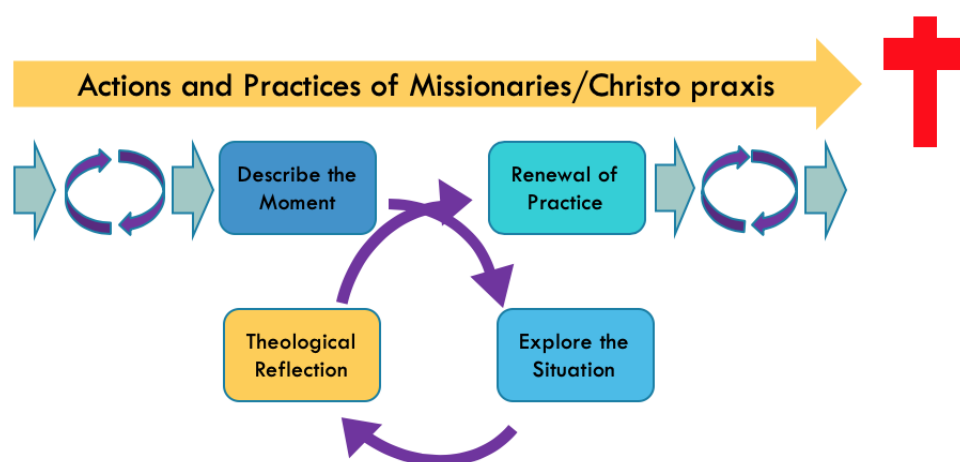 Actions and Practices of Missionaries/Christo praxis
Describe the
Moment
Renewal of
Practice
Theological
Reflection
Explore the
Situation